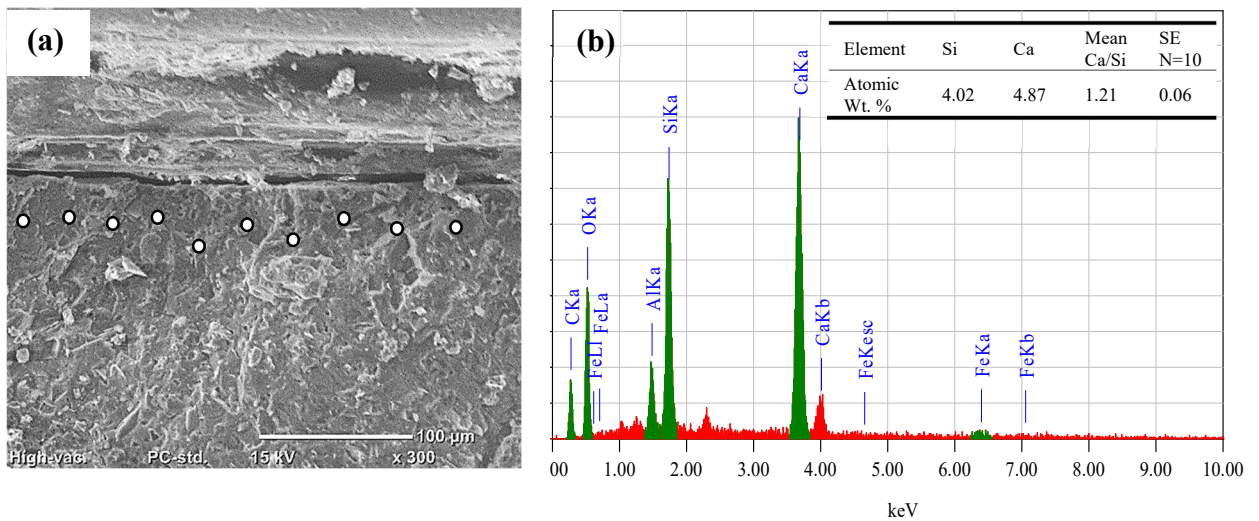 (a)
100 µm
High-vac. PC-std. 15 kV x 300
(b)
Element Si Ca Mean Ca/Si SE N=10
Atomic Wt. % 4.02 4.87 1.21 0.06
CKa
OKa
FeLl
FeLa
AlKa
SiKa
CaKa
CaKb
FeKesc
FeKa
FeKb
00 1.00 2.00 3.00 4.00 5.00 6.00 7.00 8.00 9.00 10.00
keV